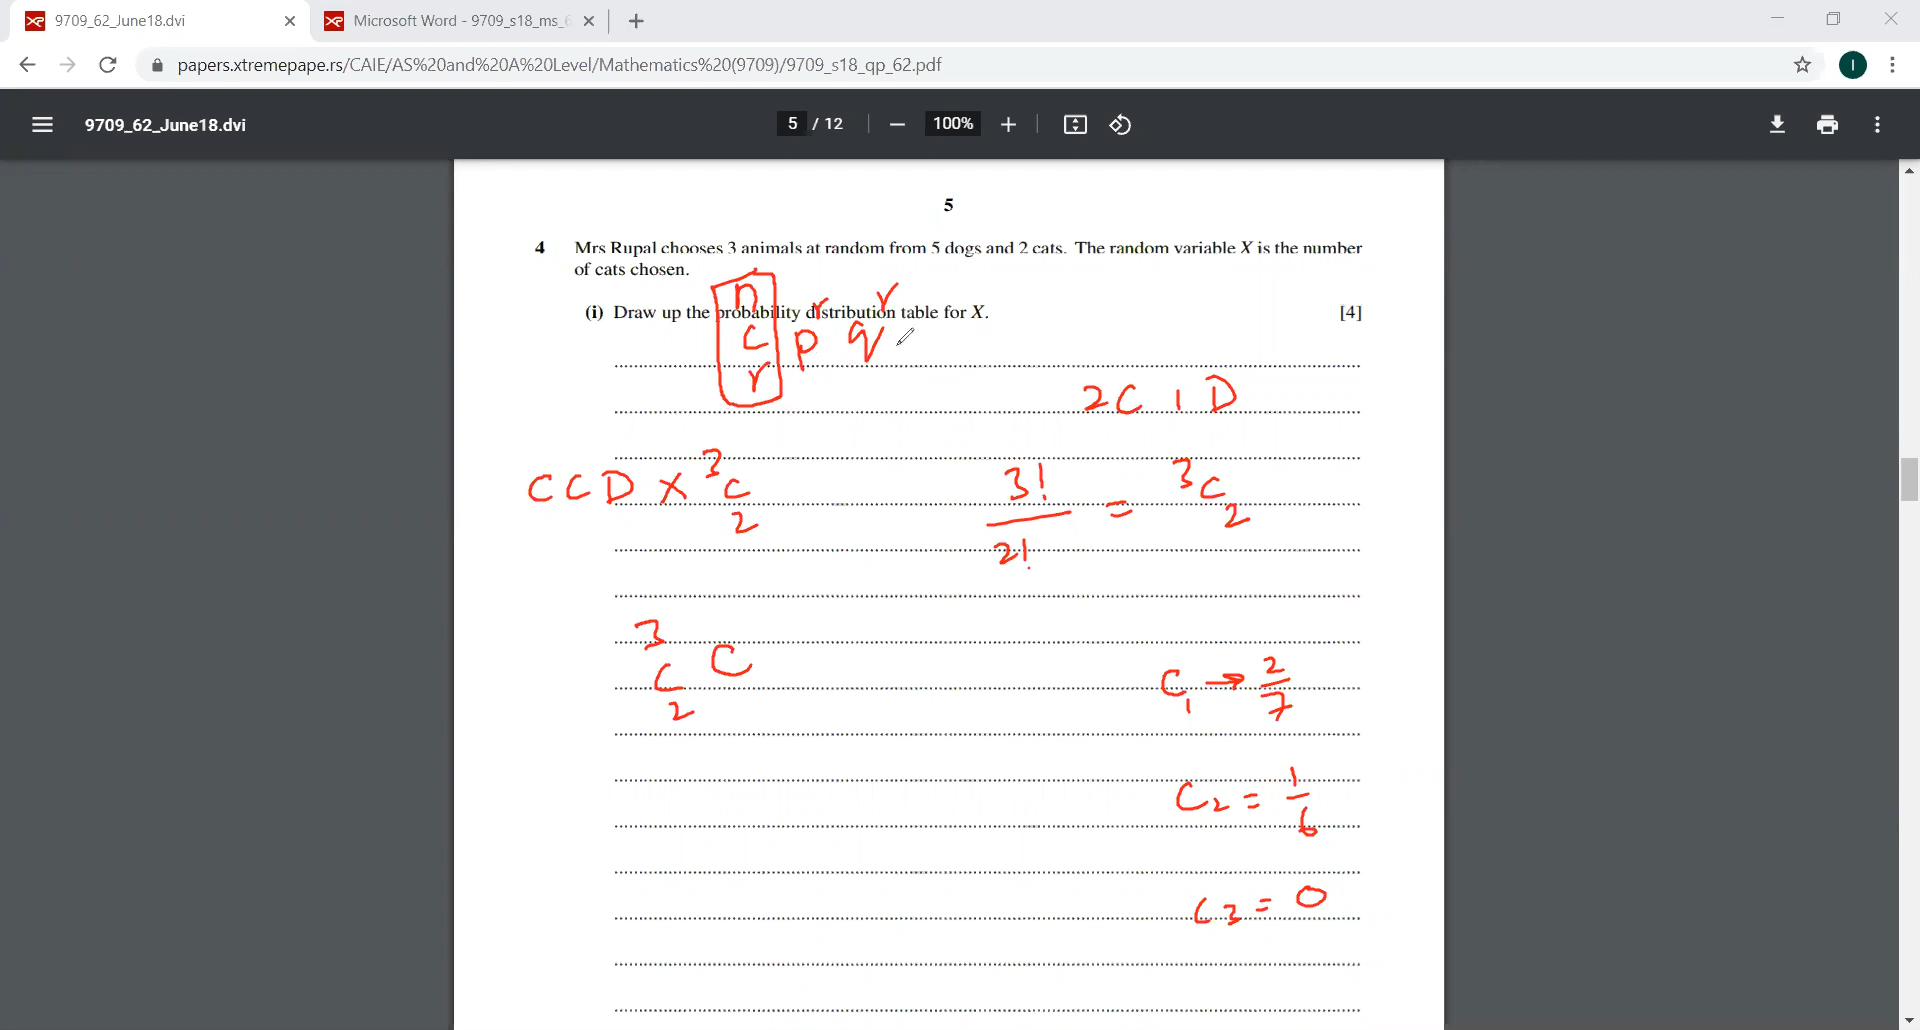 9709_62_June18.dvi
Microsoft Word - 9709_s18_ms_6
papers.xtremepape.rs/CAIE/AS%20and%20A%20Level/Mathematics%20(9709)/9709_s18_qp_62.pdf
I
9709_62_June18.dvi
5 / 12
100%
5
4 Mrs Rupal chooses 3 animals at random from 5 dogs and 2 cats. The random variable X is the number
of cats chosen.
(i) Draw up the probability distribution table for X. [4]
n
C p^r q^r
r
2C 1D
CCD × ³C₂
3!/2! = ³C₂
³C₂ C
C₁ → 2/7
C₂ = 1/6
C₃ = 0